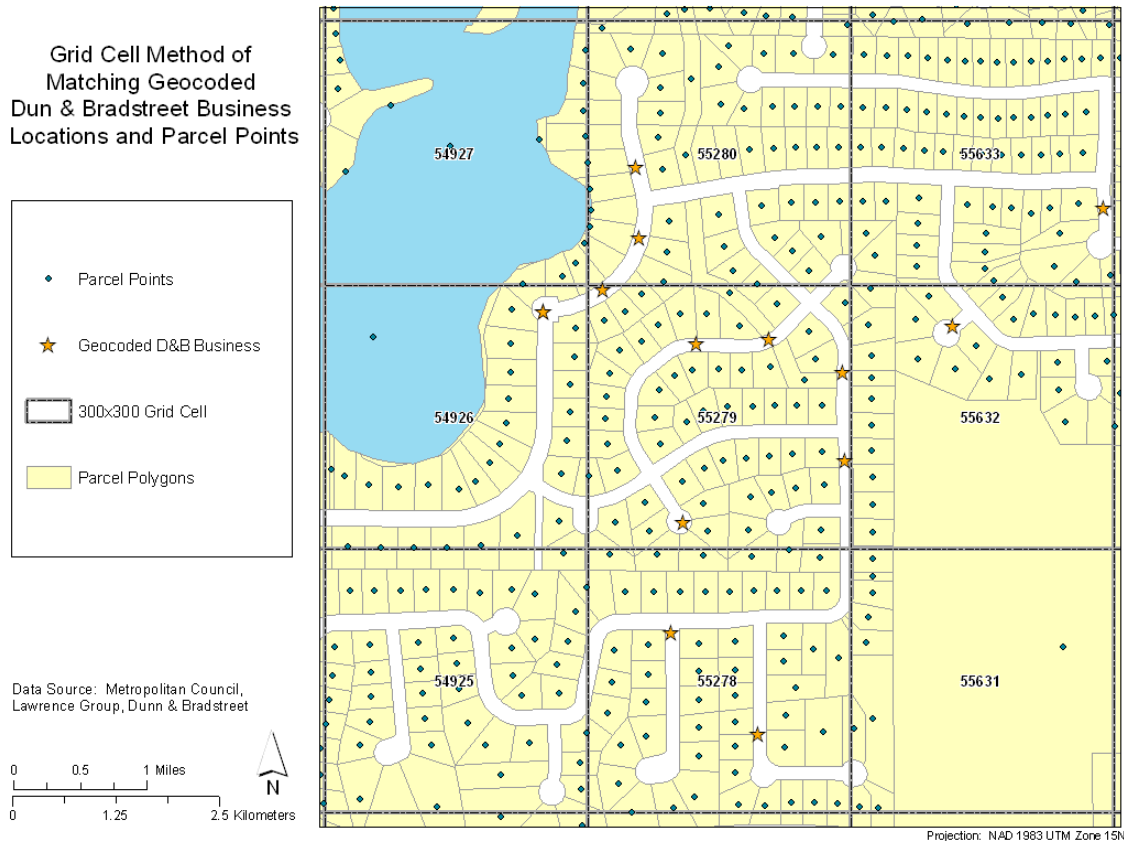 Grid Cell Method of
Matching Geocoded
Dun & Bradstreet Business
Locations and Parcel Points
Parcel Points
Geocoded D&B Business
300x300 Grid Cell
Parcel Polygons
Data Source: Metropolitan Council,
Lawrence Group, Dunn & Bradstreet
0 0.5 1 Miles
0 1.25 2.5 Kilometers
N
54927 55280 55633
54926 55279 55632
54925 55278 55631
Projection: NAD 1983 UTM Zone 15N